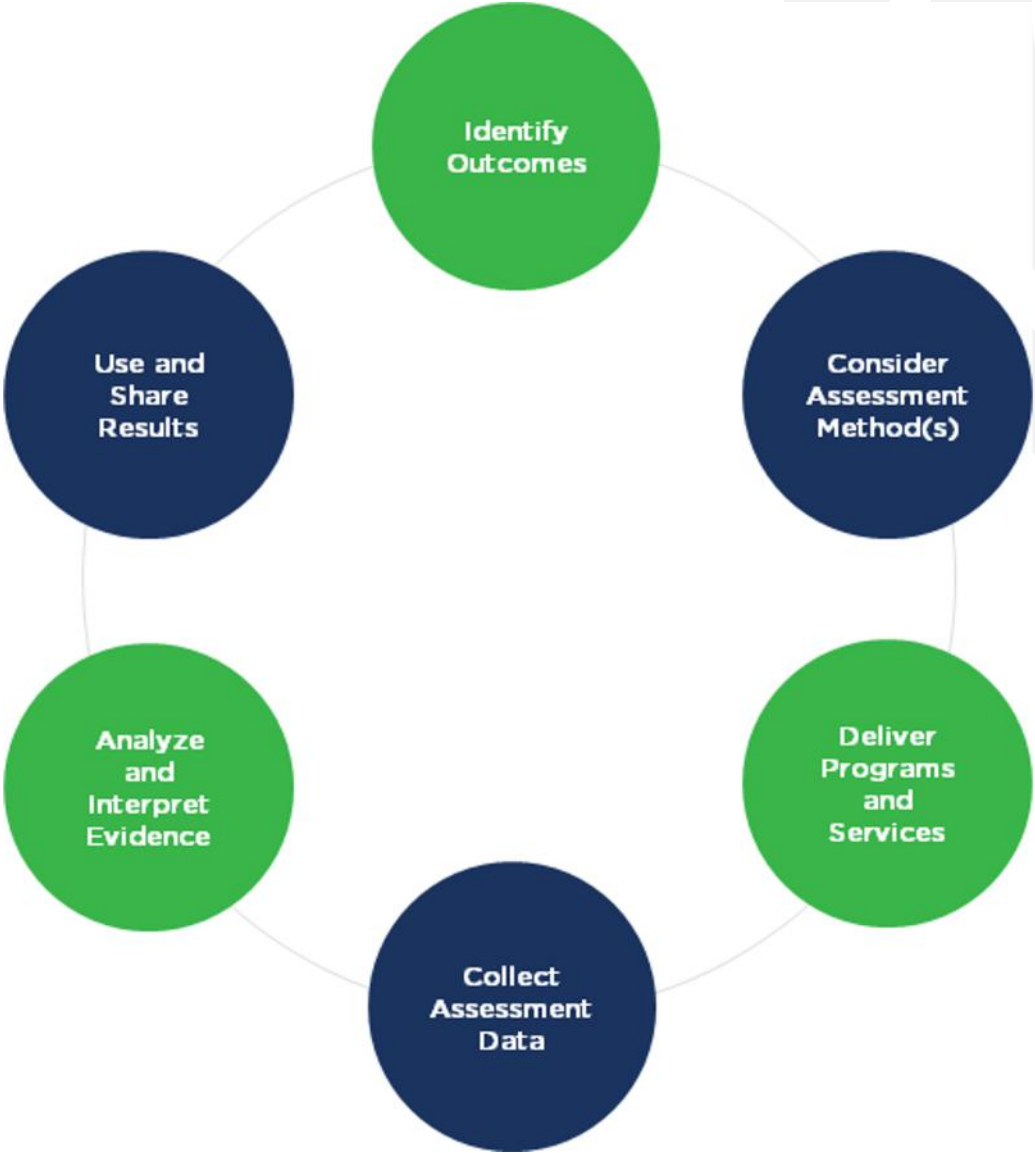 Identify
Outcomes
Consider
Assessment
Method(s)
Deliver
Programs
and
Services
Collect
Assessment
Data
Analyze
and
Interpret
Evidence
Use and
Share
Results